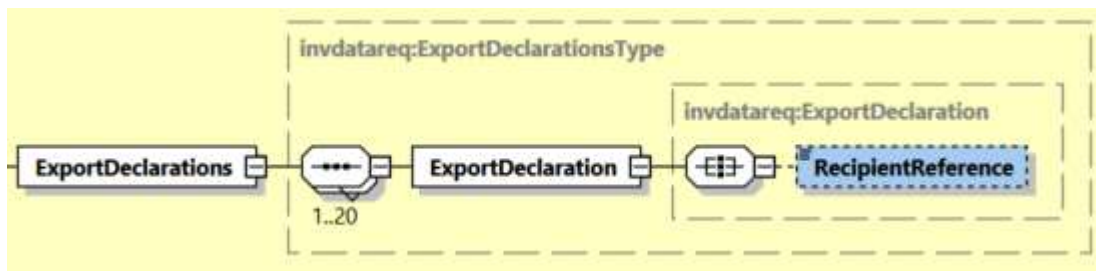 invdatareq:ExportDeclarationsType
invdatareq:ExportDeclaration
ExportDeclarations
ExportDeclaration
RecipientReference
1..20